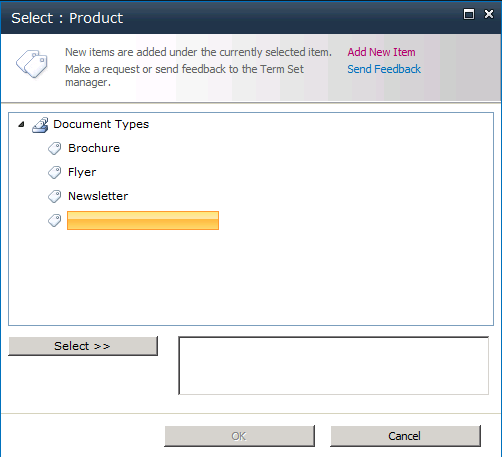 Select : Product
New items are added under the currently selected item.
Add New Item
Make a request or send feedback to the Term Set
manager.
Send Feedback
Document Types
Brochure
Flyer
Newsletter
Select >>
OK
Cancel